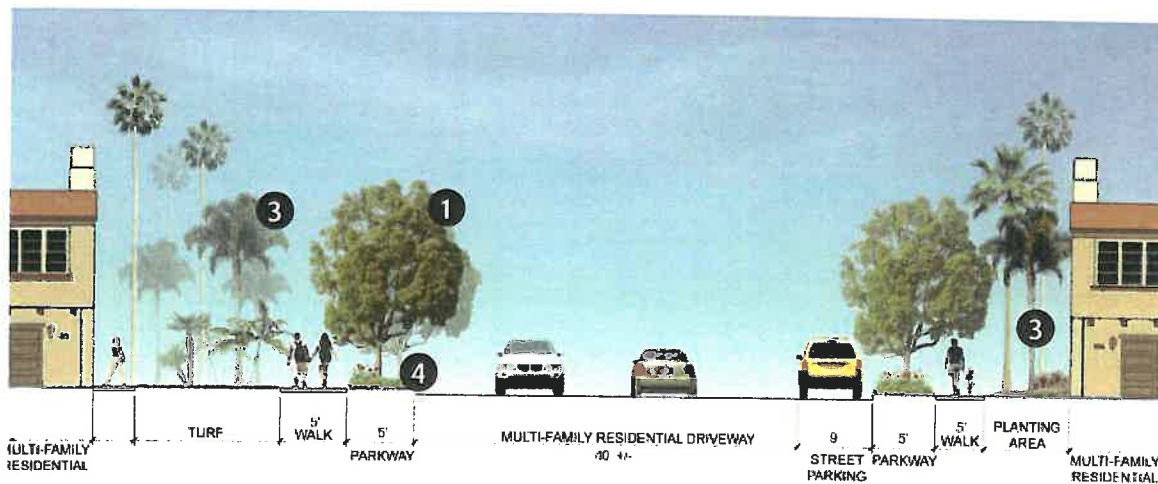 3
1
3
4
TURF
5'
WALK
5'
PARKWAY
MULTI-FAMILY RESIDENTIAL DRIVEWAY
40 +/-
9
STREET
PARKING
5'
PARKWAY
5'
WALK
PLANTING
AREA
MULTI-FAMILY
RESIDENTIAL
MULTI-FAMILY
RESIDENTIAL